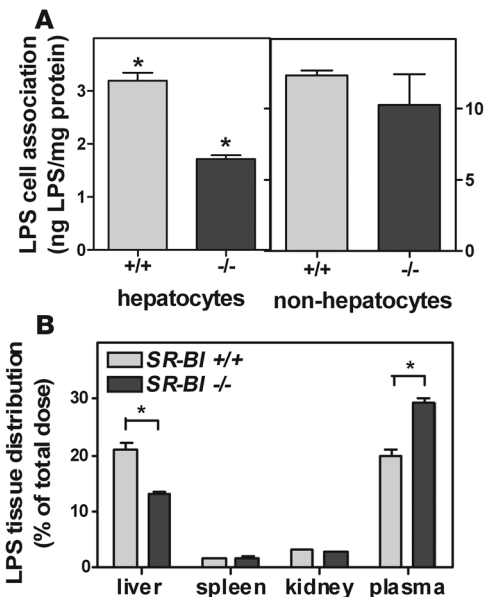 A
LPS cell association
(ng LPS/mg protein)
3
2
1
0
*
*
10
5
0
+/+
-/-
+/+
-/-
hepatocytes
non-hepatocytes
B
LPS tissue distribution
(% of total dose)
30
20
10
0
SR-BI +/+
SR-BI -/-
*
*
liver
spleen
kidney
plasma